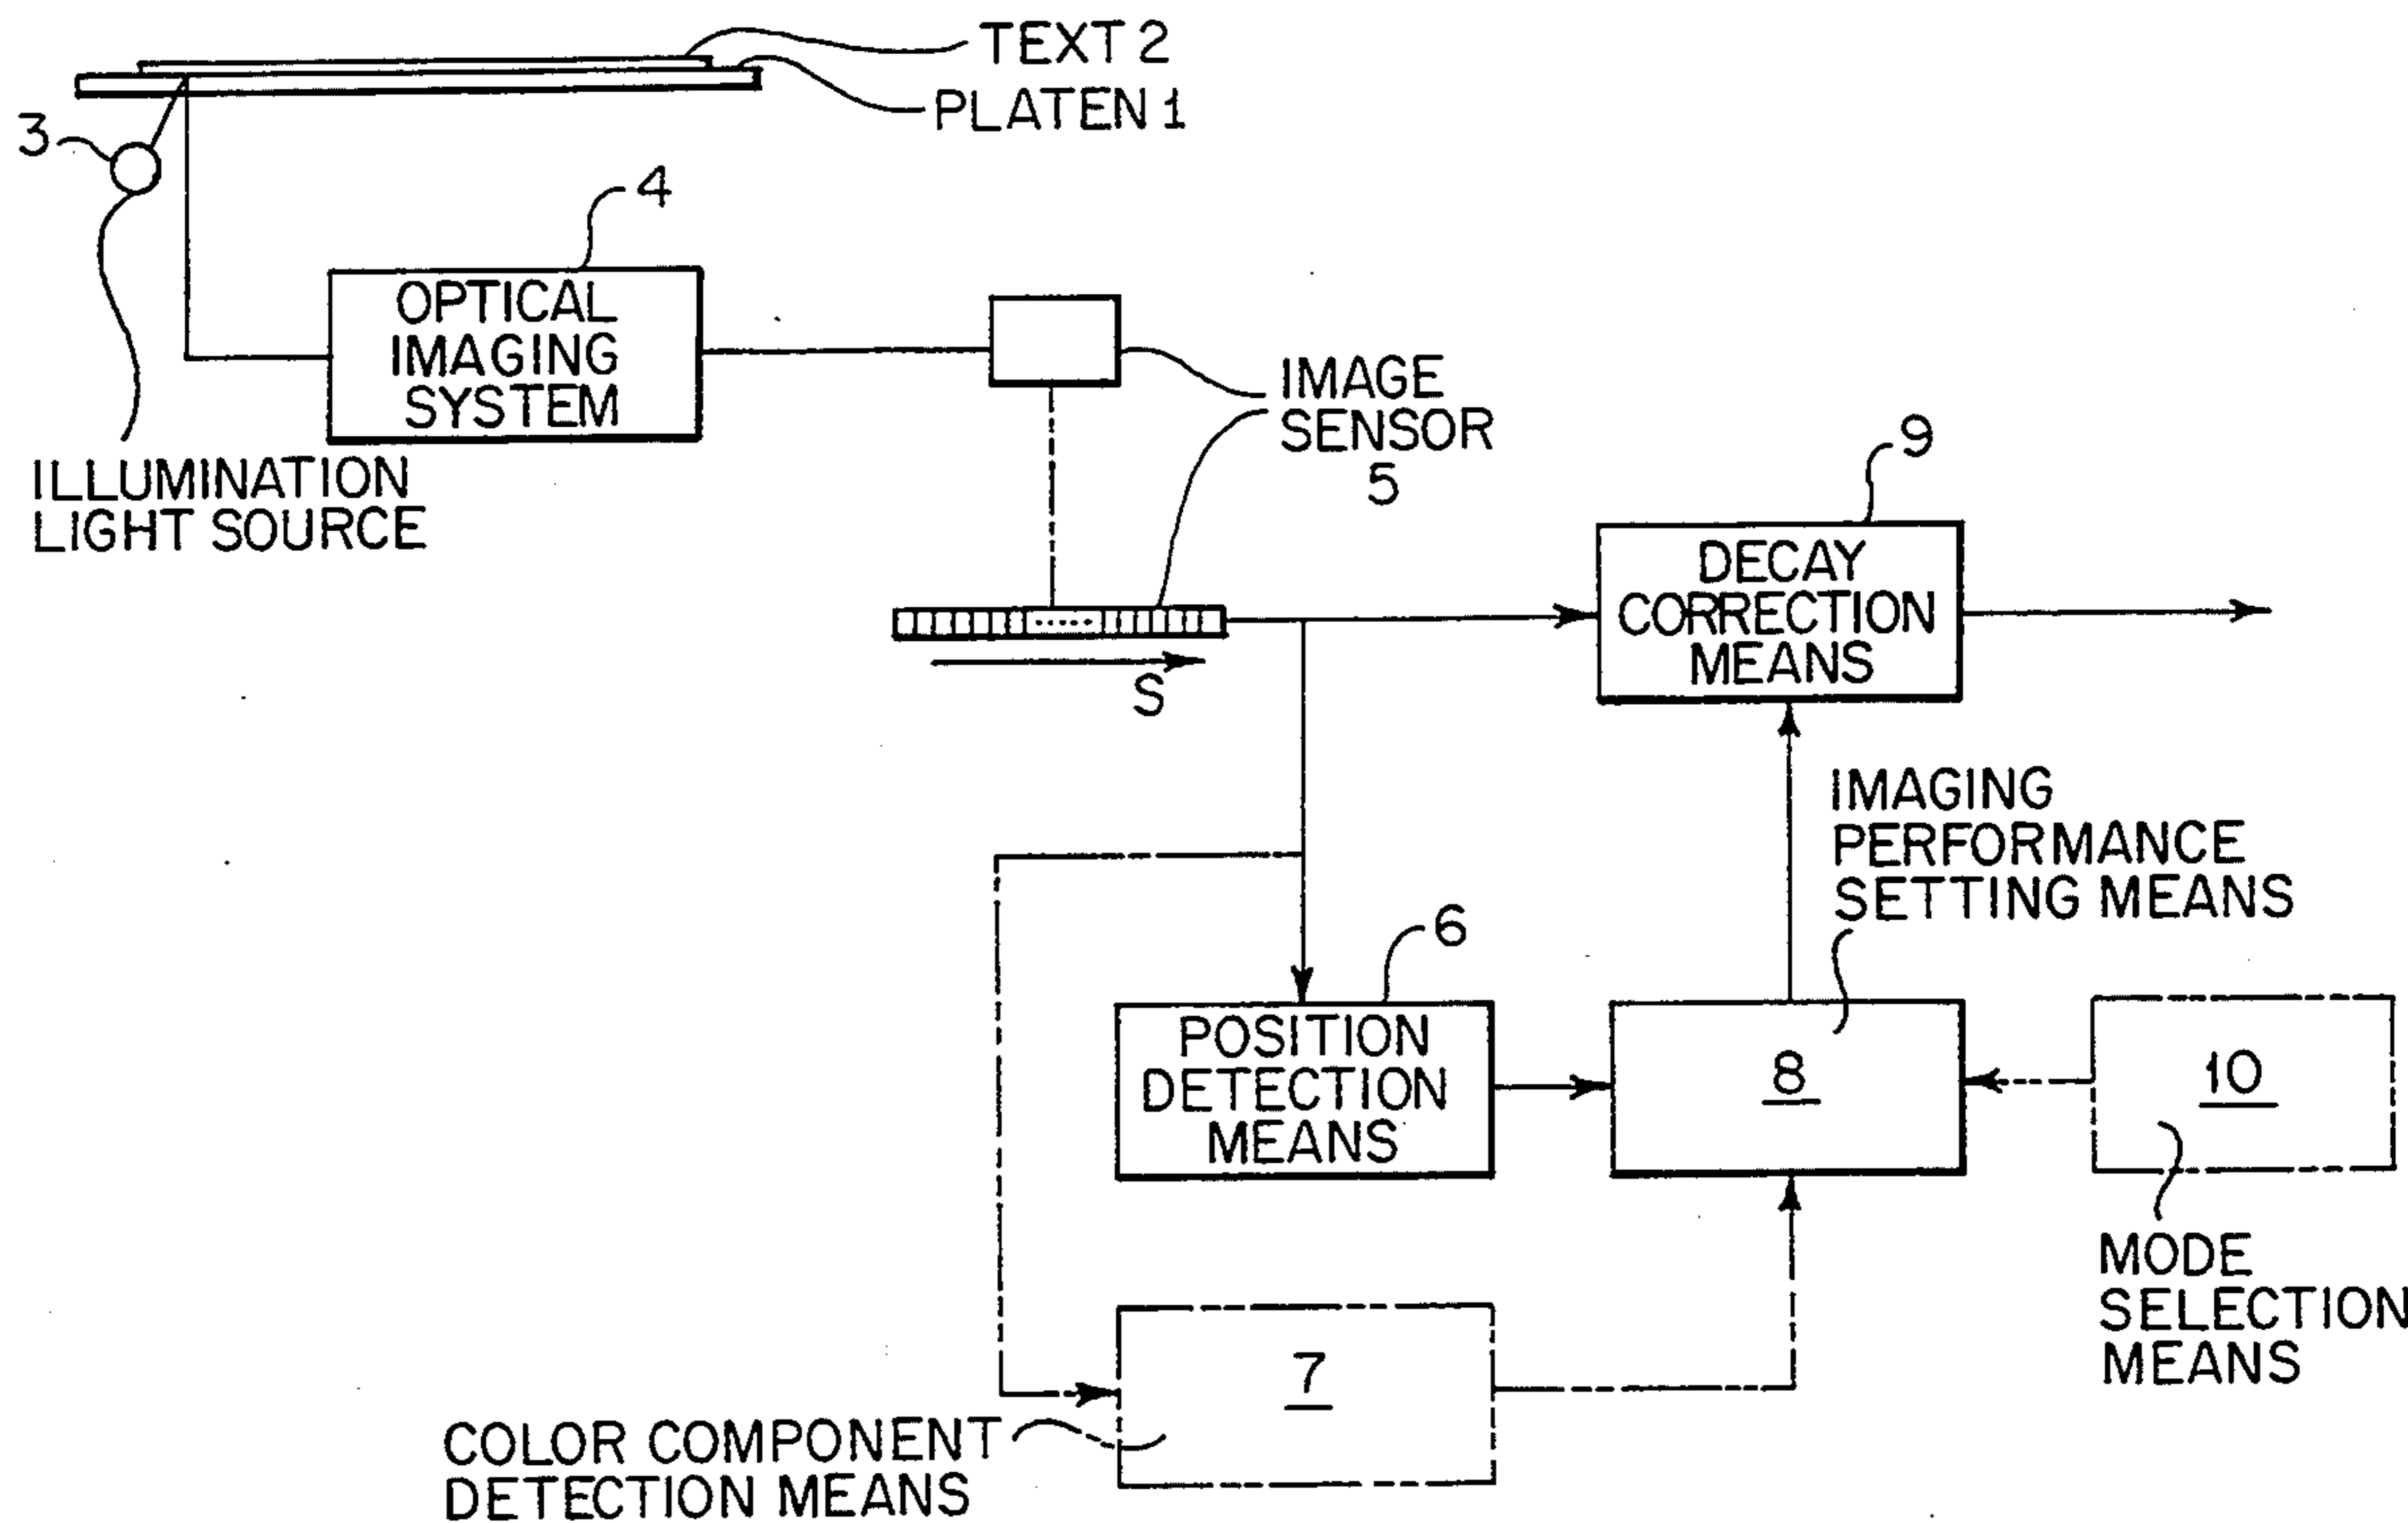 TEXT 2
PLATEN 1
3
4
OPTICAL
IMAGING
SYSTEM
ILLUMINATION
LIGHT SOURCE
IMAGE
SENSOR
5
S
9
DECAY
CORRECTION
MEANS
IMAGING
PERFORMANCE
SETTING MEANS
6
POSITION
DETECTION
MEANS
8
10
MODE
SELECTION
MEANS
7
COLOR COMPONENT
DETECTION MEANS